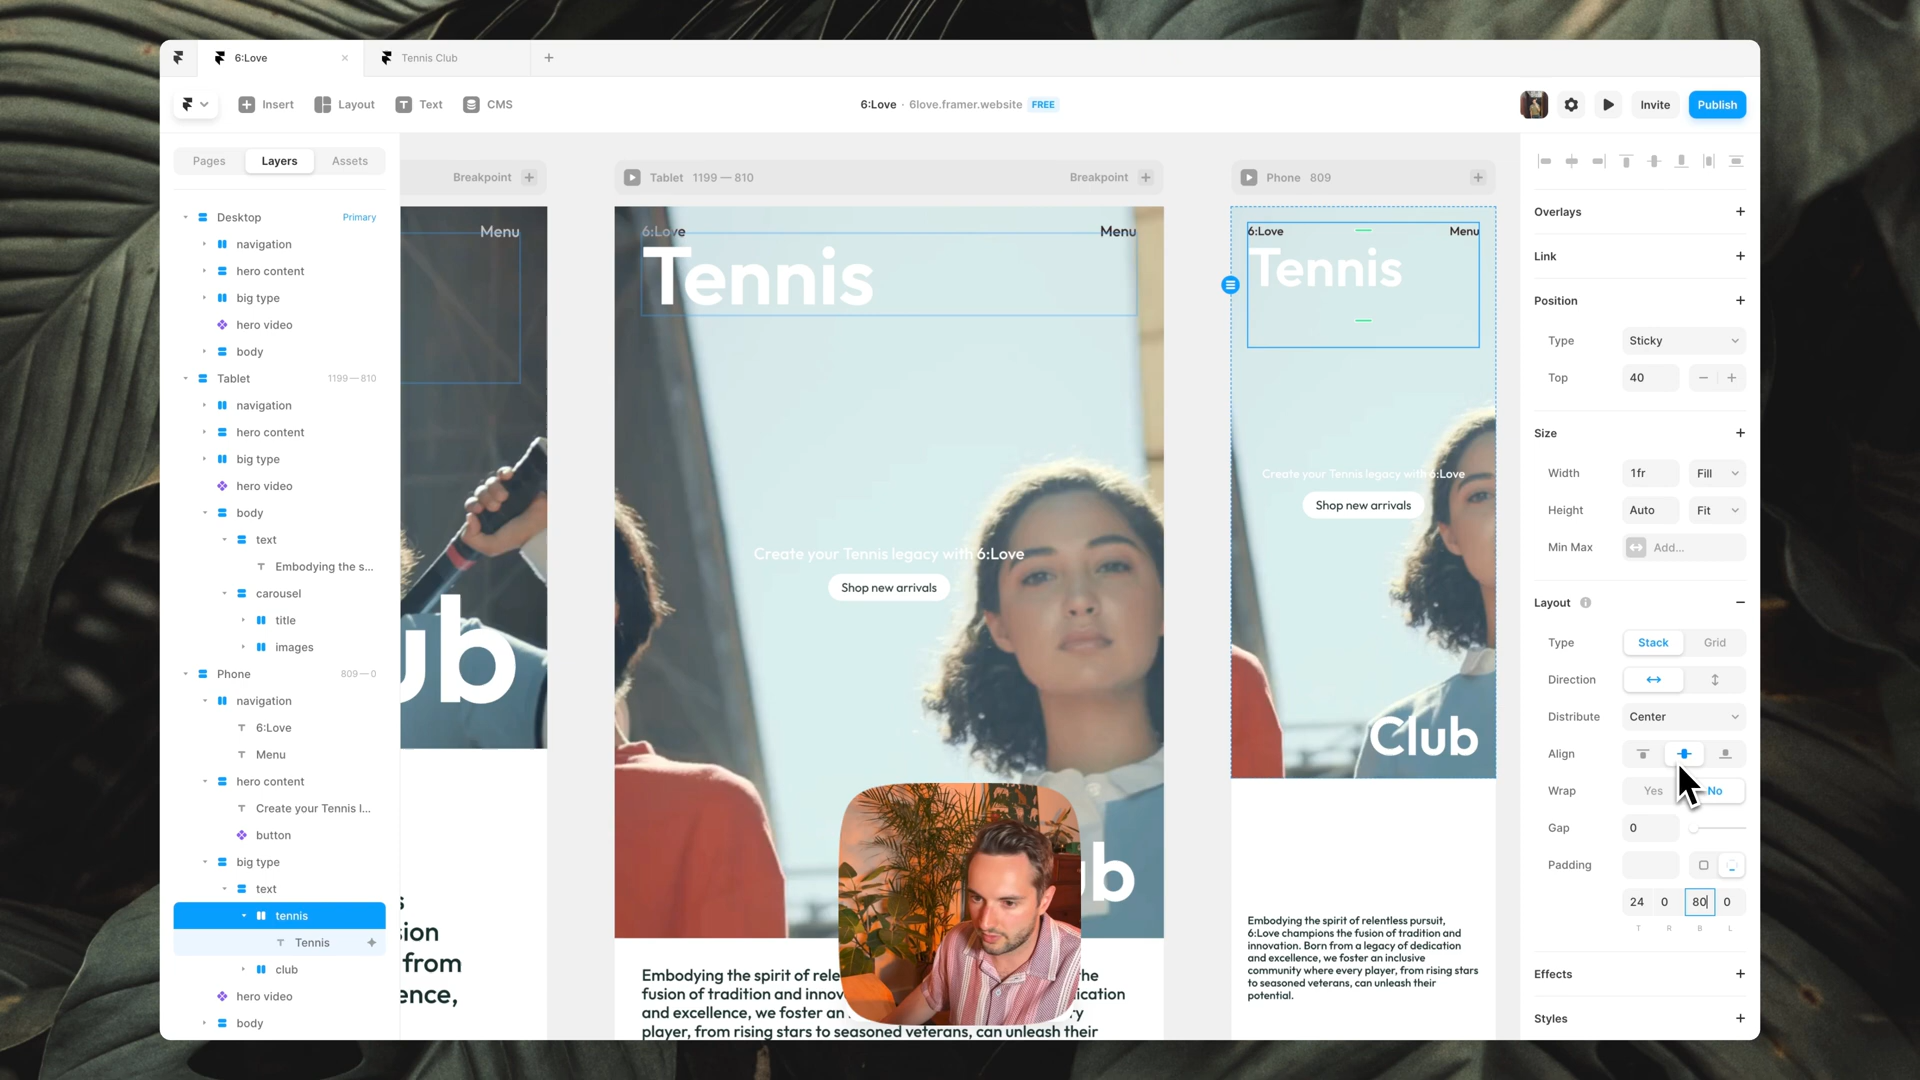 6:Love
Tennis Club
Insert
Layout
Text
CMS
6:Love · 6love.framer.website FREE
Invite
Publish
Pages
Layers
Assets
Desktop
Primary
navigation
hero content
big type
hero video
body
Tablet
1199 — 810
navigation
hero content
big type
hero video
body
text
Embodying the s...
carousel
title
images
Phone
809 — 0
navigation
6:Love
Menu
hero content
Create your Tennis l...
button
big type
text
tennis
Tennis
club
hero video
body
Breakpoint
Menu
ub
s
sion
from
ence,
Tablet 1199 — 810
Breakpoint
6:Love
Menu
Tennis
Create your Tennis legacy with 6:Love
Shop new arrivals
ub
Embodying the spirit of rele
the
fusion of tradition and innov
ication
and excellence, we foster an
ry
player, from rising stars to seasoned veterans, can unleash their
Phone 809
6:Love
Menu
Tennis
Create your Tennis legacy with 6:Love
Shop new arrivals
Club
Embodying the spirit of relentless pursuit,
6:Love champions the fusion of tradition and
innovation. Born from a legacy of dedication
and excellence, we foster an inclusive
community where every player, from rising stars
to seasoned veterans, can unleash their
potential.
Overlays
Link
Position
Type
Sticky
Top
40
Size
Width
1fr
Fill
Height
Auto
Fit
Min Max
Add...
Layout
Type
Stack
Grid
Direction
Distribute
Center
Align
Wrap
Yes
No
Gap
0
Padding
24
0
80
0
T
R
B
L
Effects
Styles